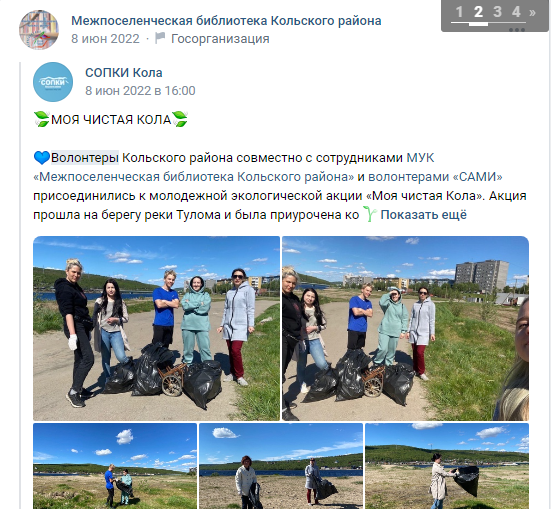 Межпоселенческая библиотека Кольского района
1 2 3 4 »
8 июн 2022 · Госорганизация
СОПКИ
СОПКИ Кола
8 июн 2022 в 16:00
МОЯ ЧИСТАЯ КОЛА
Волонтеры Кольского района совместно с сотрудниками МУК
«Межпоселенческая библиотека Кольского района» и волонтерами «САМИ»
присоединились к молодежной экологической акции «Моя чистая Кола». Акция
прошла на берегу реки Тулома и была приурочена ко Показать ещё